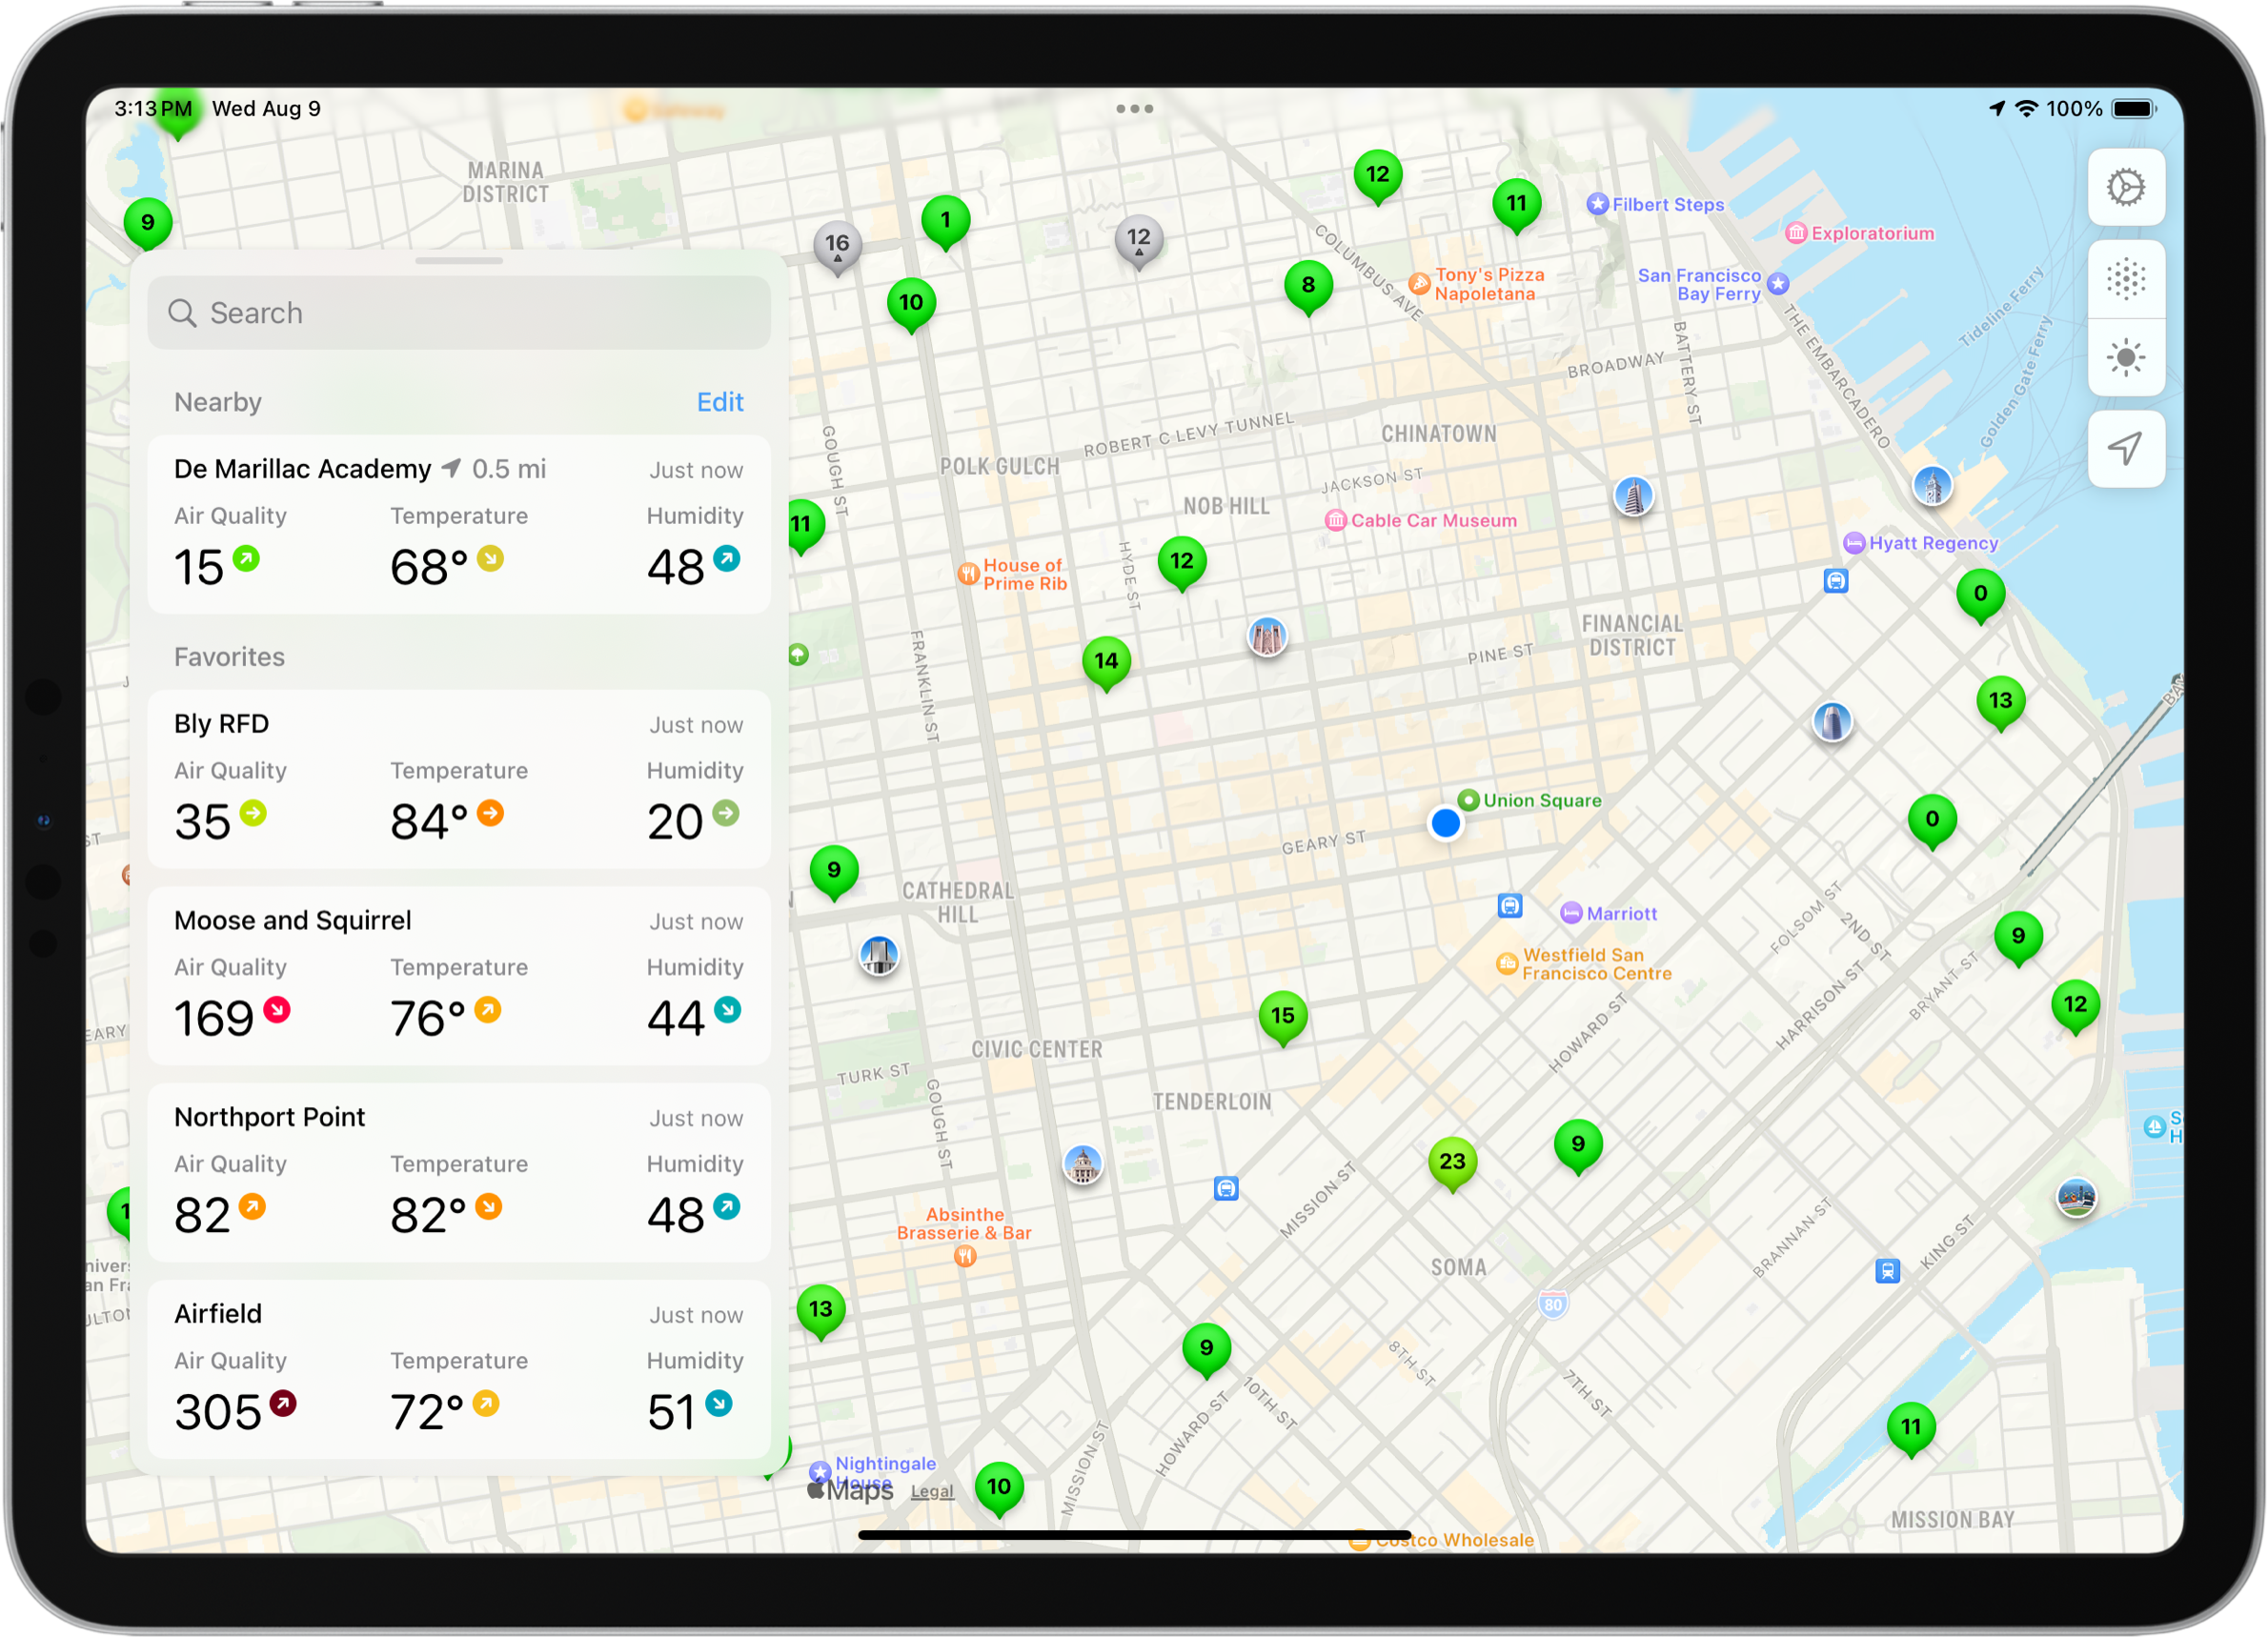 3:13 PM Wed Aug 9
100%
Search
Nearby
Edit
De Marillac Academy 0.5 mi
Just now
Air Quality
Temperature
Humidity
15
68°
48
Favorites
Bly RFD
Just now
Air Quality
Temperature
Humidity
35
84°
20
Moose and Squirrel
Just now
Air Quality
Temperature
Humidity
169
76°
44
Northport Point
Just now
Air Quality
Temperature
Humidity
82
82°
48
Airfield
Just now
Air Quality
Temperature
Humidity
305
72°
51
MARINA
DISTRICT
9
16
1
12
12
11
10
8
Filbert Steps
Exploratorium
Tony's Pizza
Napoletana
San Francisco
Bay Ferry
COLUMBUS AVE
BATTERY ST
BROADWAY
THE EMBARCADERO
Tideline Ferry
Golden Gate Ferry
ROBERT C LEVY TUNNEL
CHINATOWN
GOUGH ST
POLK GULCH
JACKSON ST
NOB HILL
Cable Car Museum
11
12
HYDE ST
House of
Prime Rib
Hyatt Regency
0
FINANCIAL
DISTRICT
PINE ST
FRANKLIN ST
14
13
Union Square
GEARY ST
0
9
CATHEDRAL
HILL
Marriott
Westfield San
Francisco Centre
FOLSOM ST
2ND ST
9
HARRISON ST
BRYANT ST
12
15
HOWARD ST
CIVIC CENTER
TURK ST
GOUGH ST
TENDERLOIN
23
9
MISSION ST
Absinthe
Brasserie & Bar
BRANNAN ST
KING ST
SOMA
80
13
9
8TH ST
7TH ST
10TH ST
HOWARD ST
MISSION ST
11
Nightingale
House
Maps
Legal
10
MISSION BAY
Costco Wholesale